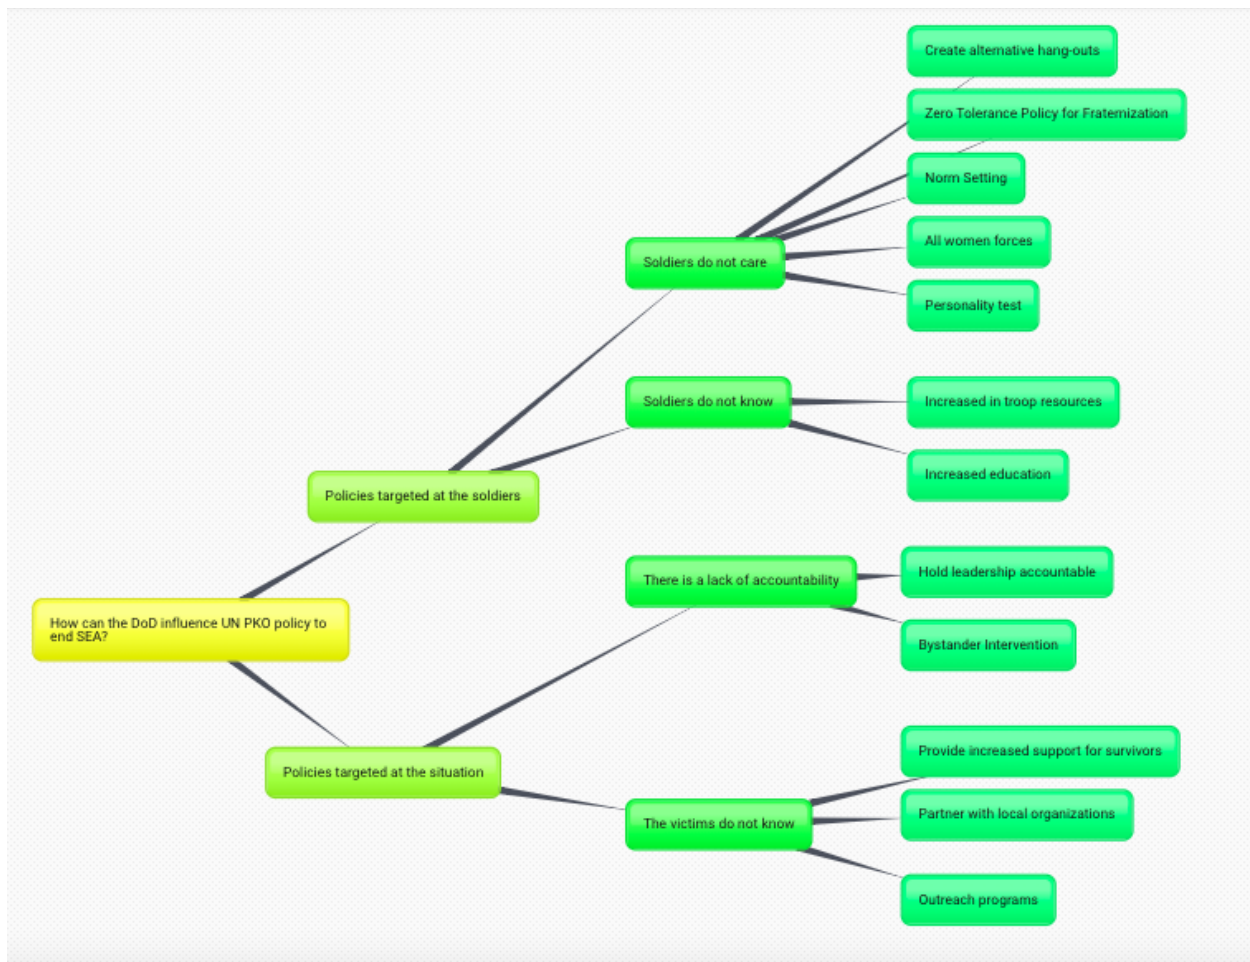 Create alternative hang-outs
Zero Tolerance Policy for Fraternization
Norm Setting
All women forces
Soldiers do not care
Personality test
Soldiers do not know
Increased in troop resources
Increased education
Policies targeted at the soldiers
There is a lack of accountability
Hold leadership accountable
Bystander Intervention
How can the DoD influence UN PKO policy to
end SEA?
Policies targeted at the situation
Provide increased support for survivors
Partner with local organizations
The victims do not know
Outreach programs